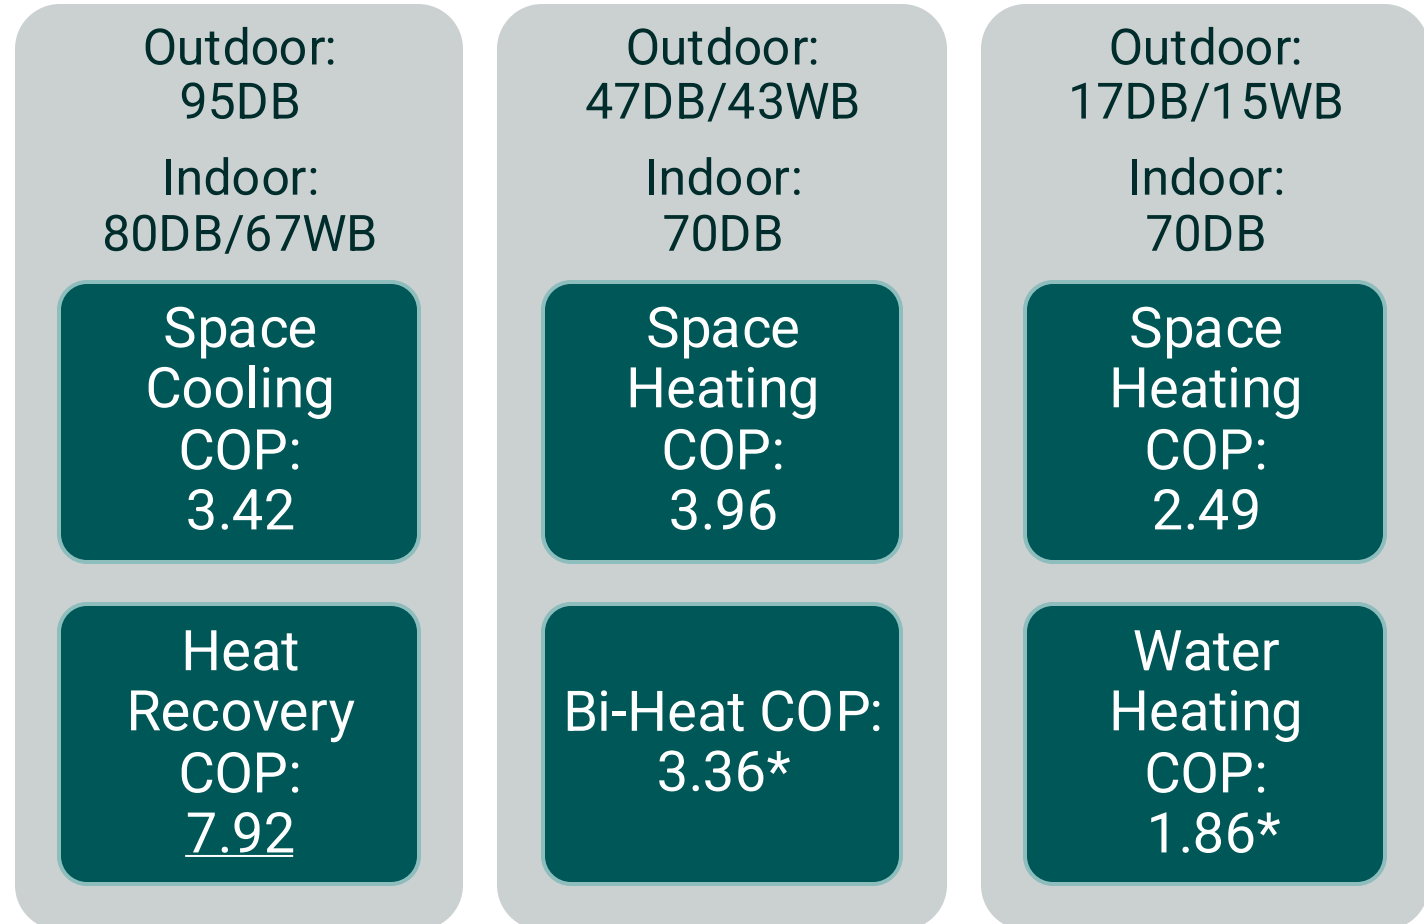 Outdoor:
95DB
Indoor:
80DB/67WB
Space
Cooling
COP:
3.42
Heat
Recovery
COP:
7.92
Outdoor:
47DB/43WB
Indoor:
70DB
Space
Heating
COP:
3.96
Bi-Heat COP:
3.36*
Outdoor:
17DB/15WB
Indoor:
70DB
Space
Heating
COP:
2.49
Water
Heating
COP:
1.86*